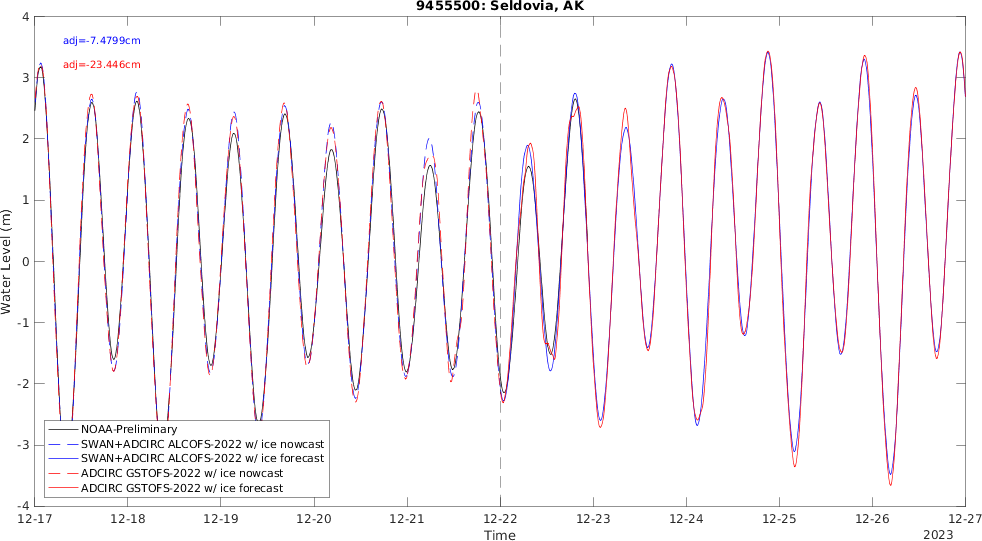 9455500: Seldovia, AK
adj=-7.4799cm
adj=-23.446cm
4
3
2
1
0
-1
-2
-3
-4
Water Level (m)
NOAA-Preliminary
SWAN+ADCIRC ALCOFS-2022 w/ ice nowcast
SWAN+ADCIRC ALCOFS-2022 w/ ice forecast
ADCIRC GSTOFS-2022 w/ ice nowcast
ADCIRC GSTOFS-2022 w/ ice forecast
12-17 12-18 12-19 12-20 12-21 12-22 12-23 12-24 12-25 12-26 12-27
Time
2023